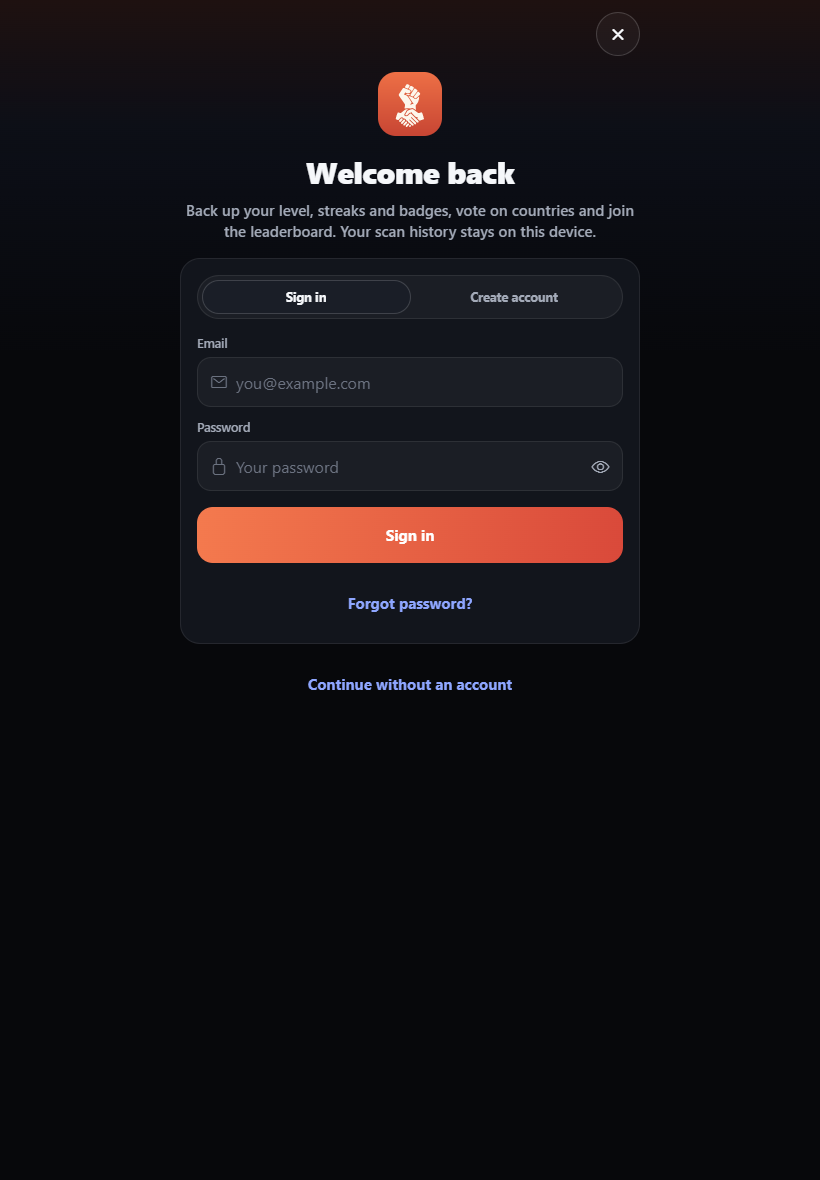 Welcome back
Back up your level, streaks and badges, vote on countries and join
the leaderboard. Your scan history stays on this device.
Sign in
Create account
Email
you@example.com
Password
Your password
Sign in
Forgot password?
Continue without an account